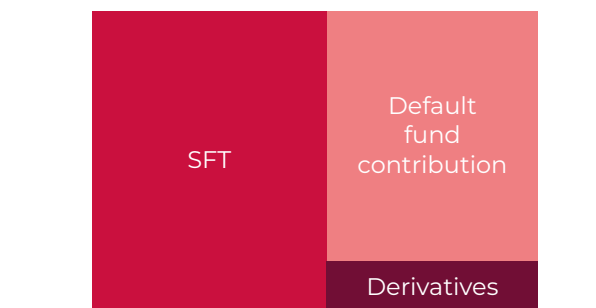 SFT
Default
fund
contribution
Derivatives